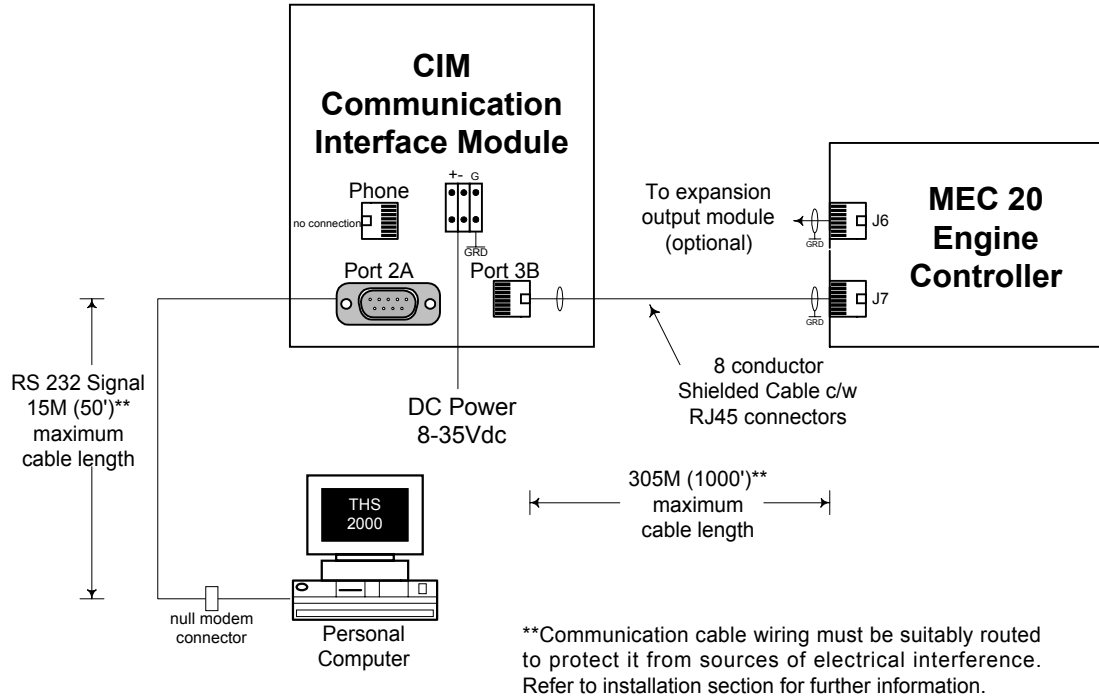 CIM
Communication
Interface Module
+- G
Phone
no connection
GRD
Port 2A
Port 3B
To expansion
output module
(optional)
GRD
J6
MEC 20
Engine
Controller
GRD
J7
8 conductor
Shielded Cable c/w
RJ45 connectors
RS 232 Signal
15M (50')**
maximum
cable length
DC Power
8-35Vdc
305M (1000')**
maximum
cable length
THS
2000
null modem
connector
Personal
Computer
**Communication cable wiring must be suitably routed
to protect it from sources of electrical interference.
Refer to installation section for further information.